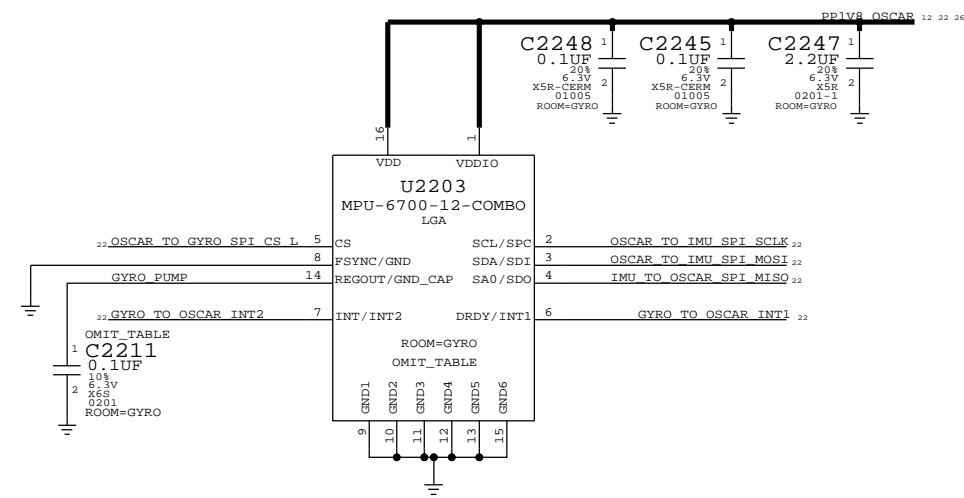 PP1V8_OSCAR 12 22 26
C2248 1
0.1UF
20%
6.3V 2
X5R-CERM
01005
ROOM=GYRO
C2245 1
0.1UF
20%
6.3V 2
X5R-CERM
01005
ROOM=GYRO
C2247 1
2.2UF
20%
6.3V 2
X5R
0201-1
ROOM=GYRO
16 1
VDD VDDIO
U2203
MPU-6700-12-COMBO
LGA
22 OSCAR_TO_GYRO_SPI_CS_L 5 CS SCL/SPC 2 OSCAR_TO_IMU_SPI_SCLK 22
8 FSYNC/GND SDA/SDI 3 OSCAR_TO_IMU_SPI_MOSI 22
GYRO_PUMP 14 REGOUT/GND_CAP SA0/SDO 4 IMU_TO_OSCAR_SPI_MISO 22
22 GYRO_TO_OSCAR_INT2 7 INT/INT2 DRDY/INT1 6 GYRO_TO_OSCAR_INT1 22
OMIT_TABLE
1 C2211
0.1UF
10%
2 6.3V
X6S
0201
ROOM=GYRO
ROOM=GYRO
OMIT_TABLE
GND1 GND2 GND3 GND4 GND5 GND6
9 10 11 12 13 15